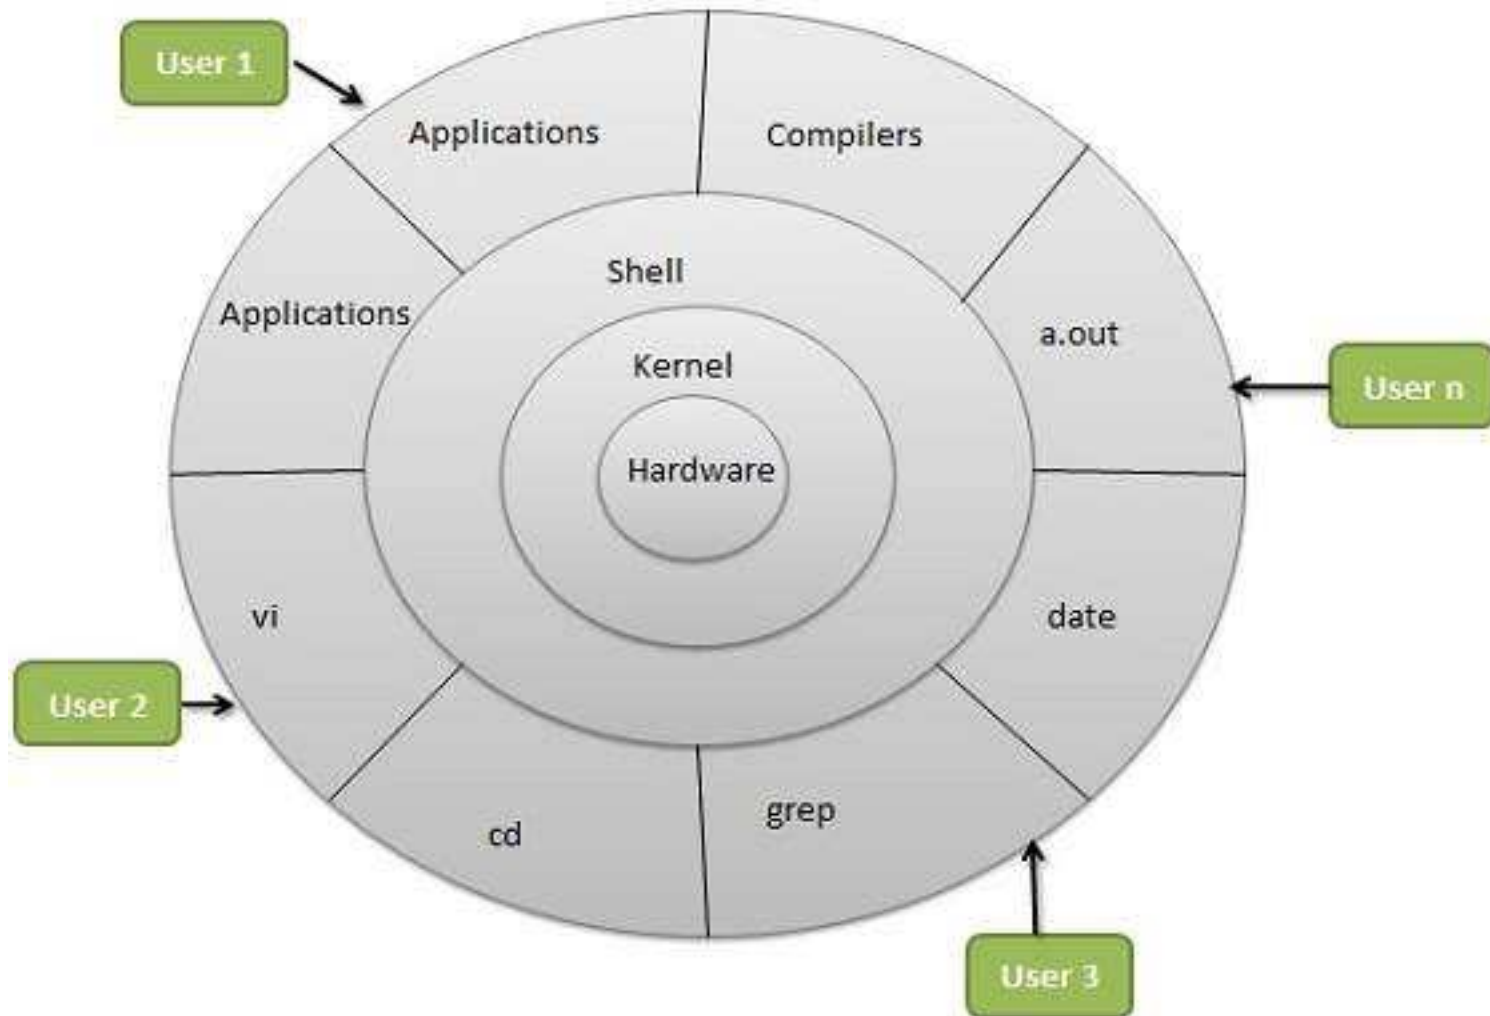 User 1
Applications
Compilers
Shell
Applications
a.out
Kernel
User n
Hardware
vi
date
User 2
grep
cd
User 3